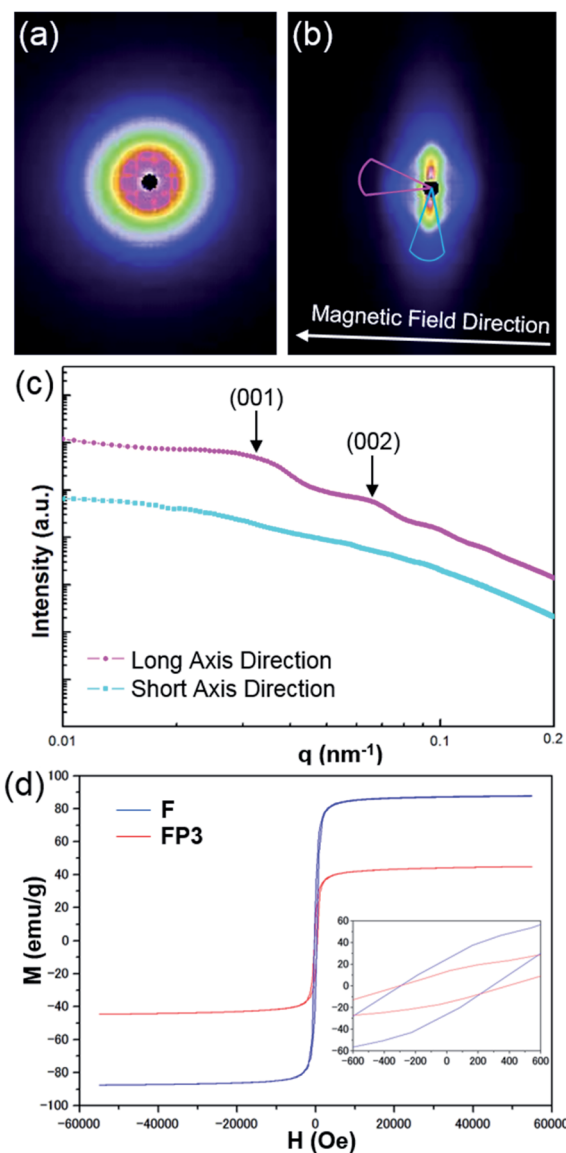 (a)
(b)
Magnetic Field Direction
(c)
(001)
(002)
Intensity (a.u.)
Long Axis Direction
Short Axis Direction
0.01
0.1
0.2
q (nm⁻¹)
(d)
100
80
60
40
20
0
−20
−40
−60
−80
−100
M (emu/g)
F
FP3
60
40
20
0
−20
−40
−60
−600
−400
−200
0
200
400
600
−60000
−40000
−20000
0
20000
40000
60000
H (Oe)